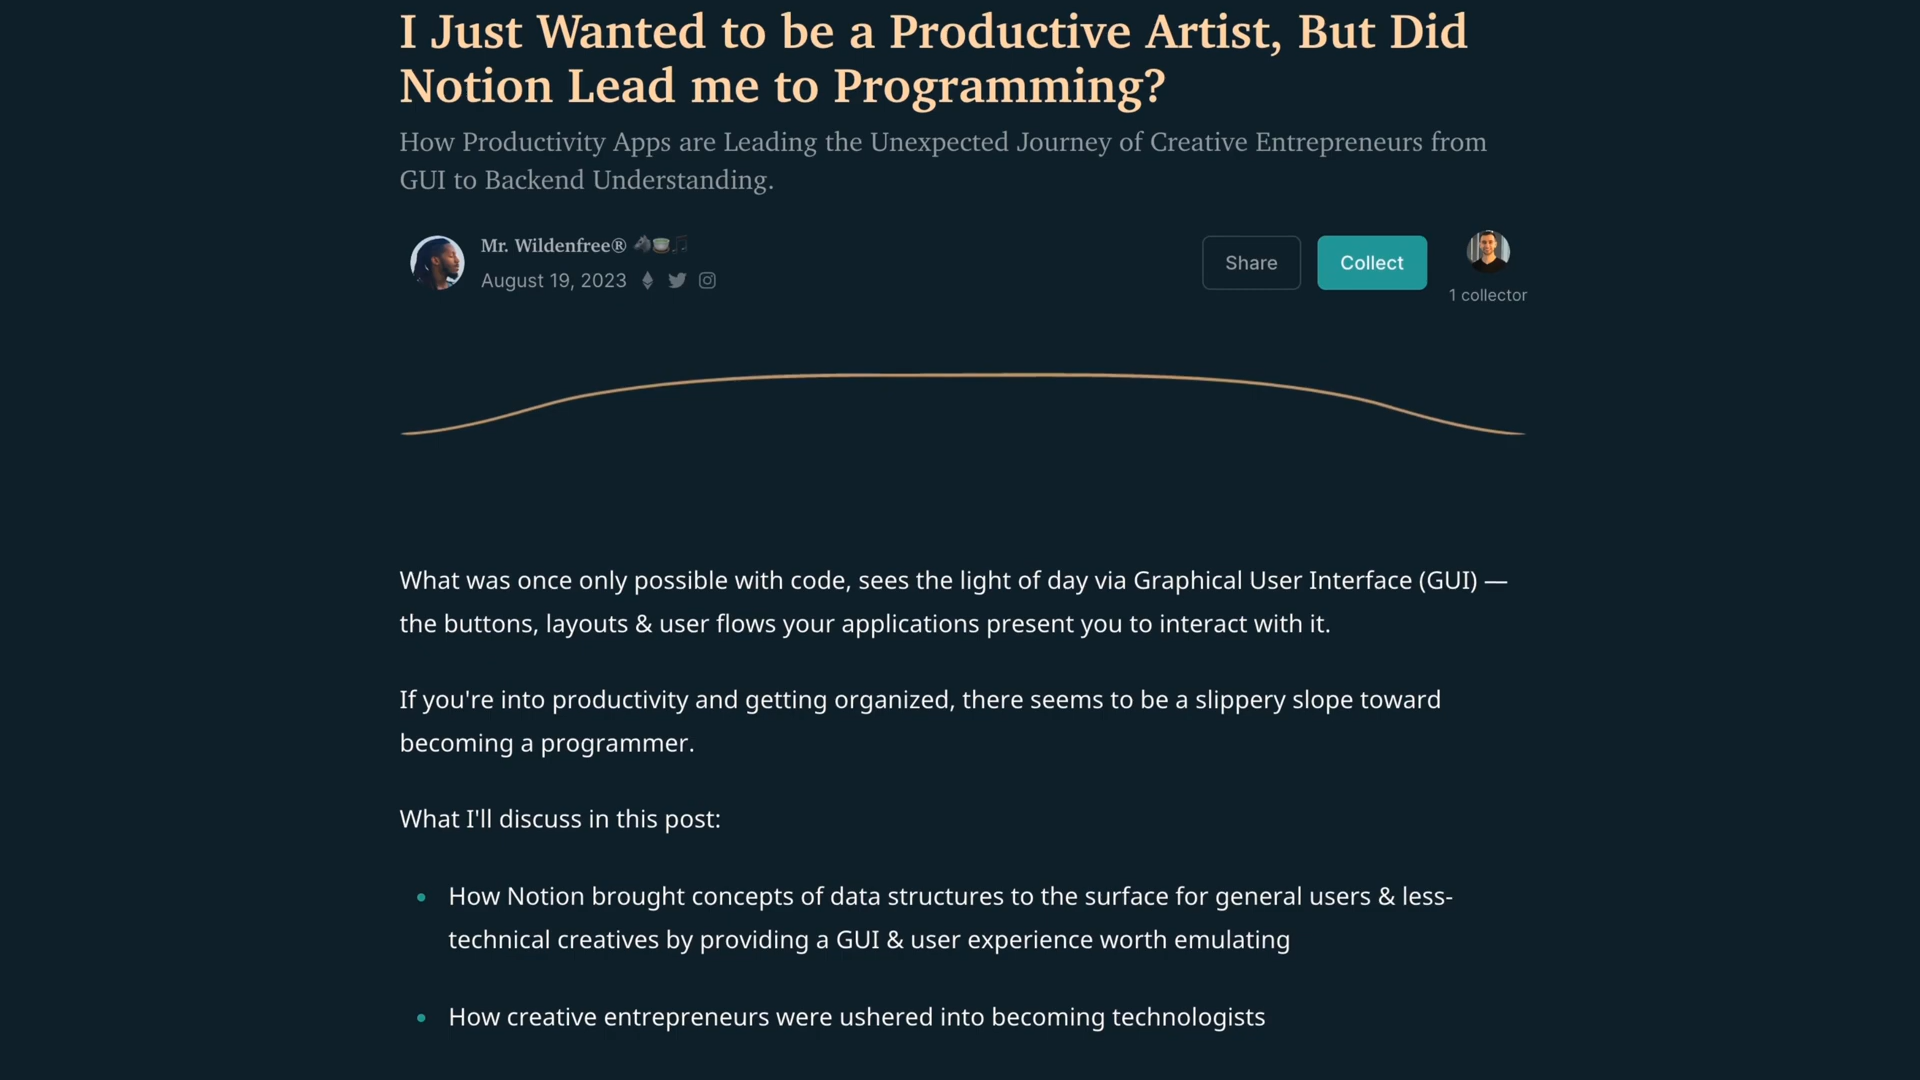 I Just Wanted to be a Productive Artist, But Did
Notion Lead me to Programming?
How Productivity Apps are Leading the Unexpected Journey of Creative Entrepreneurs from
GUI to Backend Understanding.
Mr. Wildenfree® 🐴🍵🎵
August 19, 2023
Share
Collect
1 collector
What was once only possible with code, sees the light of day via Graphical User Interface (GUI) —
the buttons, layouts & user flows your applications present you to interact with it.
If you're into productivity and getting organized, there seems to be a slippery slope toward
becoming a programmer.
What I'll discuss in this post:
• How Notion brought concepts of data structures to the surface for general users & less-
technical creatives by providing a GUI & user experience worth emulating
• How creative entrepreneurs were ushered into becoming technologists